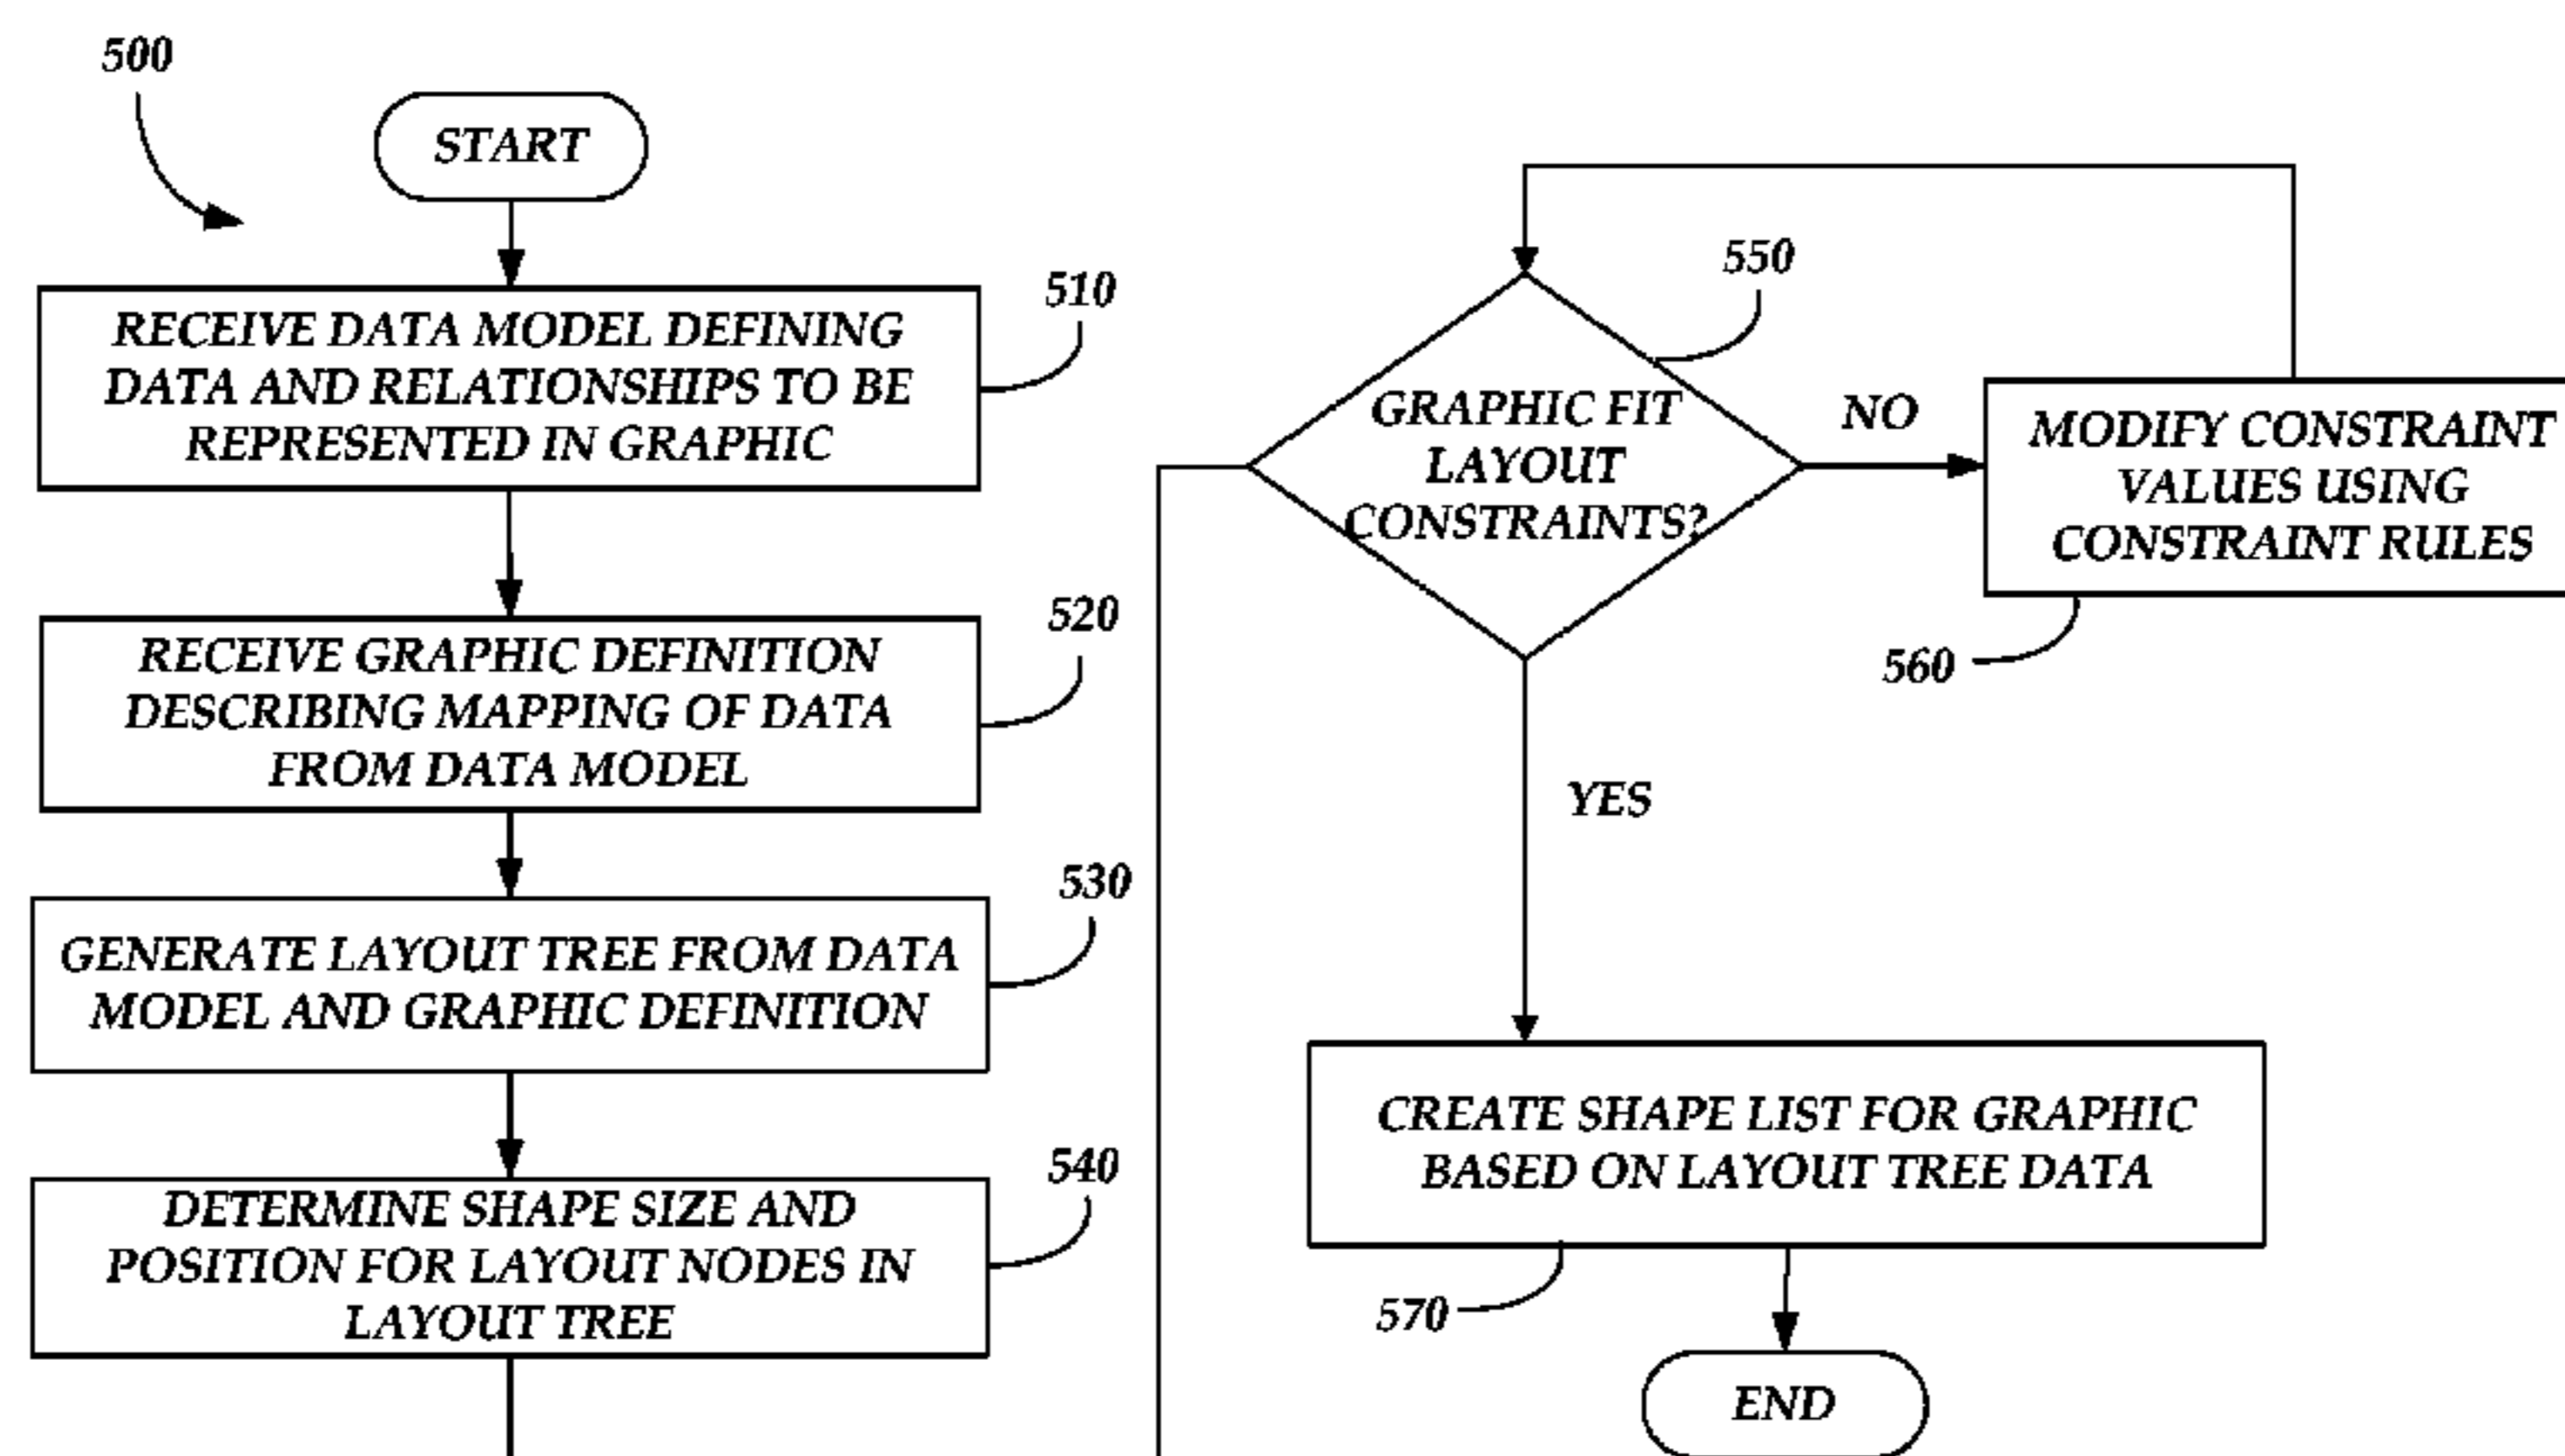 500
START
510
RECEIVE DATA MODEL DEFINING
DATA AND RELATIONSHIPS TO BE
REPRESENTED IN GRAPHIC
520
RECEIVE GRAPHIC DEFINITION
DESCRIBING MAPPING OF DATA
FROM DATA MODEL
530
GENERATE LAYOUT TREE FROM DATA
MODEL AND GRAPHIC DEFINITION
540
DETERMINE SHAPE SIZE AND
POSITION FOR LAYOUT NODES IN
LAYOUT TREE
550
GRAPHIC FIT
LAYOUT
CONSTRAINTS?
NO
MODIFY CONSTRAINT
VALUES USING
CONSTRAINT RULES
560
YES
CREATE SHAPE LIST FOR GRAPHIC
BASED ON LAYOUT TREE DATA
570
END